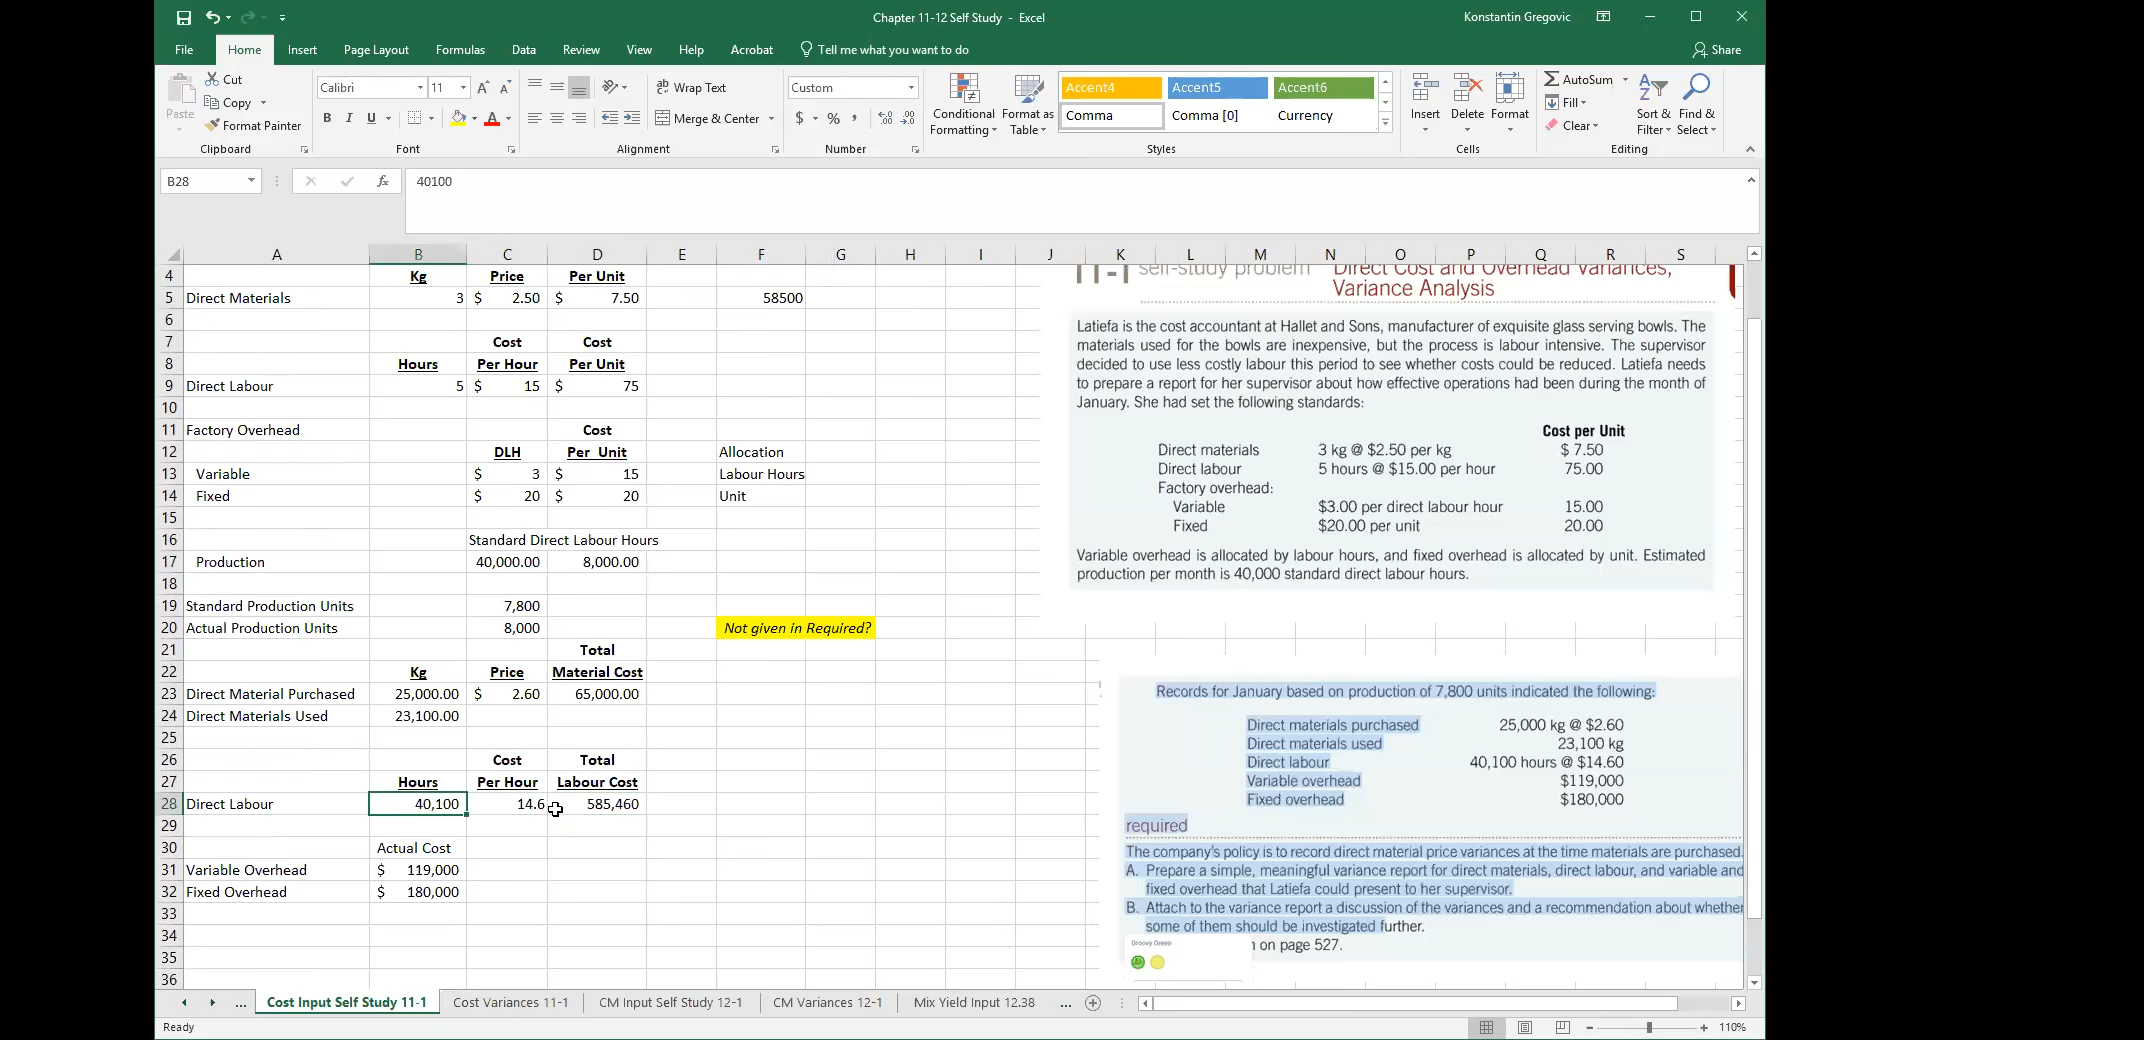 Chapter 11-12 Self Study - Excel
Konstantin Gregovic
File Home Insert Page Layout Formulas Data Review View Help Acrobat Tell me what you want to do Share
Paste
Cut
Copy
Format Painter
Clipboard
Calibri 11
B I U
Font
Wrap Text
Merge & Center
Alignment
Custom
$ % ,
Number
Conditional Formatting
Format as Table
Accent4 Accent5 Accent6
Comma Comma [0] Currency
Styles
Insert Delete Format
Cells
AutoSum
Fill
Clear
Sort & Filter
Find & Select
Editing
B28 fx 40100
A B C D E F G H I J K L M N O P Q R S
4 Kg Price Per Unit
5 Direct Materials 3 $ 2.50 $ 7.50 58500
6
7 Cost Cost
8 Hours Per Hour Per Unit
9 Direct Labour 5 $ 15 $ 75
10
11 Factory Overhead Cost
12 DLH Per Unit Allocation
13 Variable $ 3 $ 15 Labour Hours
14 Fixed $ 20 $ 20 Unit
15
16 Standard Direct Labour Hours
17 Production 40,000.00 8,000.00
18
19 Standard Production Units 7,800
20 Actual Production Units 8,000 Not given in Required?
21 Total
22 Kg Price Material Cost
23 Direct Material Purchased 25,000.00 $ 2.60 65,000.00
24 Direct Materials Used 23,100.00
25
26 Cost Total
27 Hours Per Hour Labour Cost
28 Direct Labour 40,100 14.6 585,460
29
30 Actual Cost
31 Variable Overhead $ 119,000
32 Fixed Overhead $ 180,000
33
34
35
36
11-1 self-study problem Direct Cost and Overhead Variances,
Variance Analysis
Latiefa is the cost accountant at Hallet and Sons, manufacturer of exquisite glass serving bowls. The
materials used for the bowls are inexpensive, but the process is labour intensive. The supervisor
decided to use less costly labour this period to see whether costs could be reduced. Latiefa needs
to prepare a report for her supervisor about how effective operations had been during the month of
January. She had set the following standards:
Cost per Unit
Direct materials 3 kg @ $2.50 per kg $ 7.50
Direct labour 5 hours @ $15.00 per hour 75.00
Factory overhead:
Variable $3.00 per direct labour hour 15.00
Fixed $20.00 per unit 20.00
Variable overhead is allocated by labour hours, and fixed overhead is allocated by unit. Estimated
production per month is 40,000 standard direct labour hours.
Records for January based on production of 7,800 units indicated the following:
Direct materials purchased 25,000 kg @ $2.60
Direct materials used 23,100 kg
Direct labour 40,100 hours @ $14.60
Variable overhead $119,000
Fixed overhead $180,000
required
The company's policy is to record direct material price variances at the time materials are purchased.
A. Prepare a simple, meaningful variance report for direct materials, direct labour, and variable and
fixed overhead that Latiefa could present to her supervisor.
B. Attach to the variance report a discussion of the variances and a recommendation about whether
some of them should be investigated further.
on page 527.
... Cost Input Self Study 11-1 Cost Variances 11-1 CM Input Self Study 12-1 CM Variances 12-1 Mix Yield Input 12.38 ...
Ready 110%